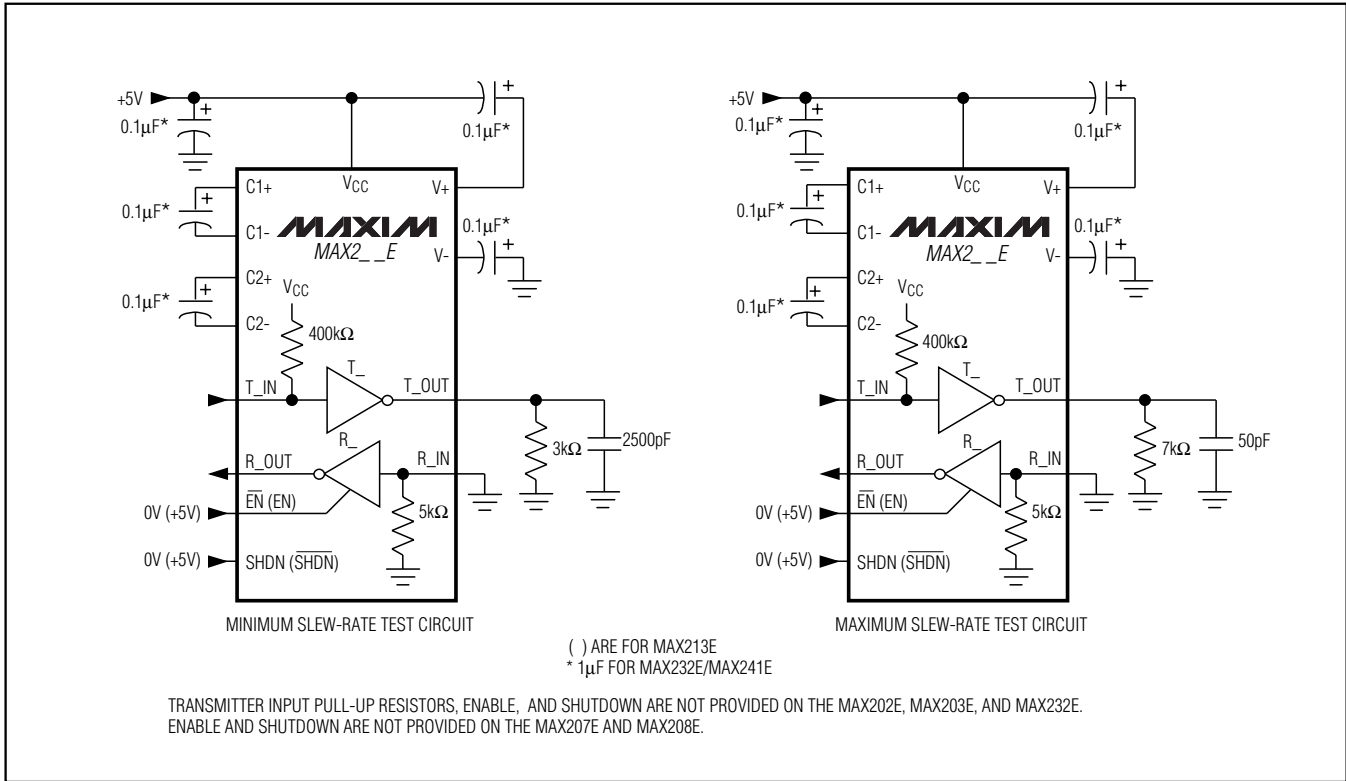 +5V
0.1µF*
0.1µF*
VCC
V+
C1+
0.1µF*
C1-
MAXIM
MAX2_ _E
0.1µF*
V-
C2+
0.1µF*
C2-
VCC
400kΩ
T_IN
T_
T_OUT
3kΩ
2500pF
R_OUT
R_
R_IN
5kΩ
0V (+5V)
EN (EN)
0V (+5V)
SHDN (SHDN)
MINIMUM SLEW-RATE TEST CIRCUIT
+5V
0.1µF*
0.1µF*
VCC
V+
C1+
0.1µF*
C1-
MAXIM
MAX2_ _E
0.1µF*
V-
C2+
0.1µF*
C2-
VCC
400kΩ
T_IN
T_
T_OUT
7kΩ
50pF
R_OUT
R_
R_IN
5kΩ
0V (+5V)
EN (EN)
0V (+5V)
SHDN (SHDN)
MAXIMUM SLEW-RATE TEST CIRCUIT
( ) ARE FOR MAX213E
* 1µF FOR MAX232E/MAX241E
TRANSMITTER INPUT PULL-UP RESISTORS, ENABLE, AND SHUTDOWN ARE NOT PROVIDED ON THE MAX202E, MAX203E, AND MAX232E.
ENABLE AND SHUTDOWN ARE NOT PROVIDED ON THE MAX207E AND MAX208E.